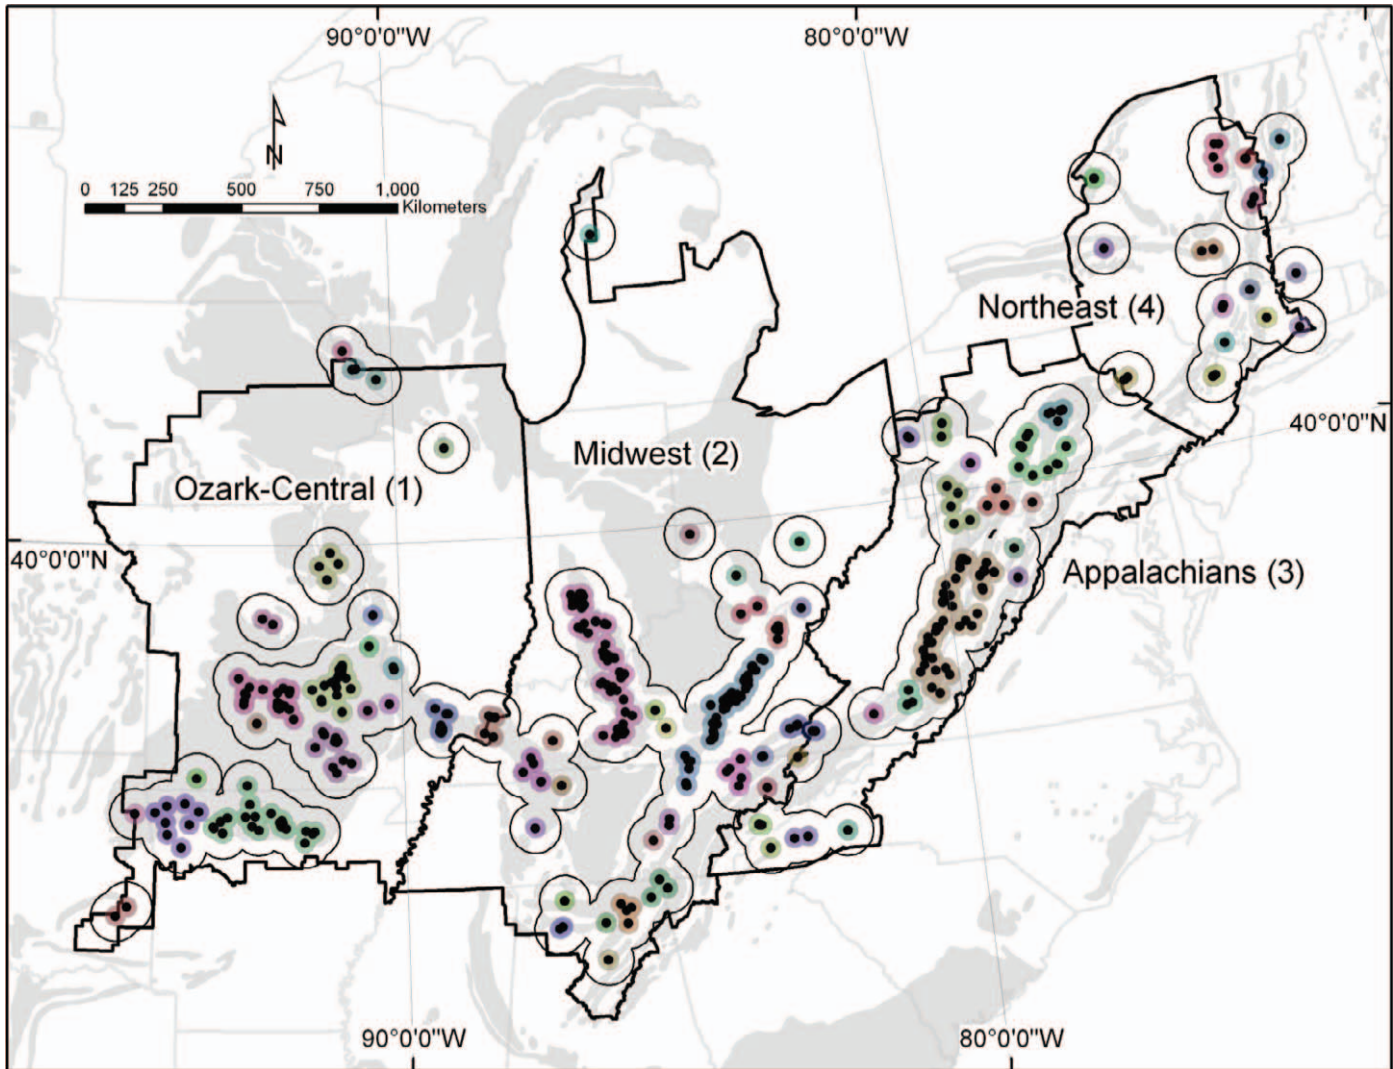 90°0'0"W
80°0'0"W
N
0 125 250 500 750 1.000
Kilometers
Northeast (4)
40°0'0"N
Midwest (2)
Ozark-Central (1)
40°0'0"N
Appalachians (3)
90°0'0"W
80°0'0"W